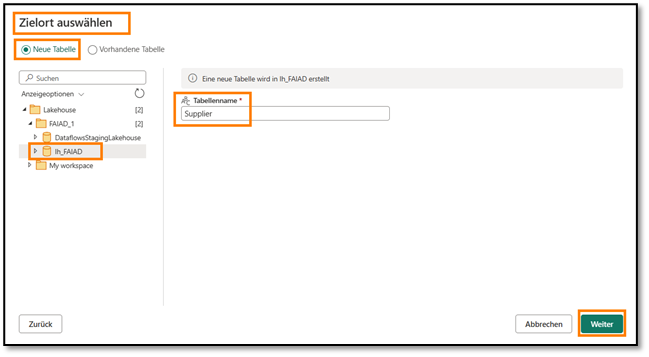 Zielort auswählen
Neue Tabelle
Vorhandene Tabelle
Suchen
Anzeigeoptionen
Lakehouse [2]
FAIAD_1 [2]
DataflowsStagingLakehouse
lh_FAIAD
My workspace
Eine neue Tabelle wird in lh_FAIAD erstellt
Tabellenname *
Supplier
Zurück
Abbrechen
Weiter